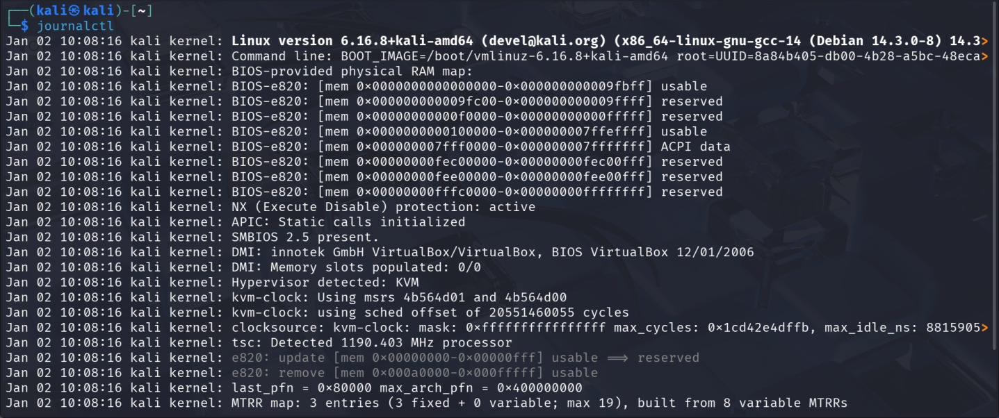 ┌──(kali㉿kali)-[~]
└─$ journalctl
Jan 02 10:08:16 kali kernel: Linux version 6.16.8+kali-amd64 (devel@kali.org) (x86_64-linux-gnu-gcc-14 (Debian 14.3.0-8) 14.3>
Jan 02 10:08:16 kali kernel: Command line: BOOT_IMAGE=/boot/vmlinuz-6.16.8+kali-amd64 root=UUID=8a84b405-db00-4b28-a5bc-48eca>
Jan 02 10:08:16 kali kernel: BIOS-provided physical RAM map:
Jan 02 10:08:16 kali kernel: BIOS-e820: [mem 0x0000000000000000-0x000000000009fbff] usable
Jan 02 10:08:16 kali kernel: BIOS-e820: [mem 0x000000000009fc00-0x000000000009ffff] reserved
Jan 02 10:08:16 kali kernel: BIOS-e820: [mem 0x00000000000f0000-0x00000000000fffff] reserved
Jan 02 10:08:16 kali kernel: BIOS-e820: [mem 0x0000000000100000-0x000000007ffeffff] usable
Jan 02 10:08:16 kali kernel: BIOS-e820: [mem 0x000000007fff0000-0x000000007fffffff] ACPI data
Jan 02 10:08:16 kali kernel: BIOS-e820: [mem 0x00000000fec00000-0x00000000fec00fff] reserved
Jan 02 10:08:16 kali kernel: BIOS-e820: [mem 0x00000000fee00000-0x00000000fee00fff] reserved
Jan 02 10:08:16 kali kernel: BIOS-e820: [mem 0x00000000fffc0000-0x00000000ffffffff] reserved
Jan 02 10:08:16 kali kernel: NX (Execute Disable) protection: active
Jan 02 10:08:16 kali kernel: APIC: Static calls initialized
Jan 02 10:08:16 kali kernel: SMBIOS 2.5 present.
Jan 02 10:08:16 kali kernel: DMI: innotek GmbH VirtualBox/VirtualBox, BIOS VirtualBox 12/01/2006
Jan 02 10:08:16 kali kernel: DMI: Memory slots populated: 0/0
Jan 02 10:08:16 kali kernel: Hypervisor detected: KVM
Jan 02 10:08:16 kali kernel: kvm-clock: Using msrs 4b564d01 and 4b564d00
Jan 02 10:08:16 kali kernel: kvm-clock: using sched offset of 20551460055 cycles
Jan 02 10:08:16 kali kernel: clocksource: kvm-clock: mask: 0xffffffffffffffff max_cycles: 0x1cd42e4dffb, max_idle_ns: 8815905>
Jan 02 10:08:16 kali kernel: tsc: Detected 1190.403 MHz processor
Jan 02 10:08:16 kali kernel: e820: update [mem 0x00000000-0x00000fff] usable ==> reserved
Jan 02 10:08:16 kali kernel: e820: remove [mem 0x000a0000-0x000fffff] usable
Jan 02 10:08:16 kali kernel: last_pfn = 0x80000 max_arch_pfn = 0x400000000
Jan 02 10:08:16 kali kernel: MTRR map: 3 entries (3 fixed + 0 variable; max 19), built from 8 variable MTRRs